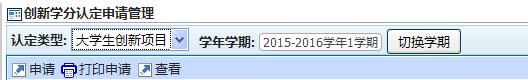 创新学分认定申请管理
认定类型: 大学生创新项目 学年学期: 2015-2016学年1学期 切换学期
申请 打印申请 查看